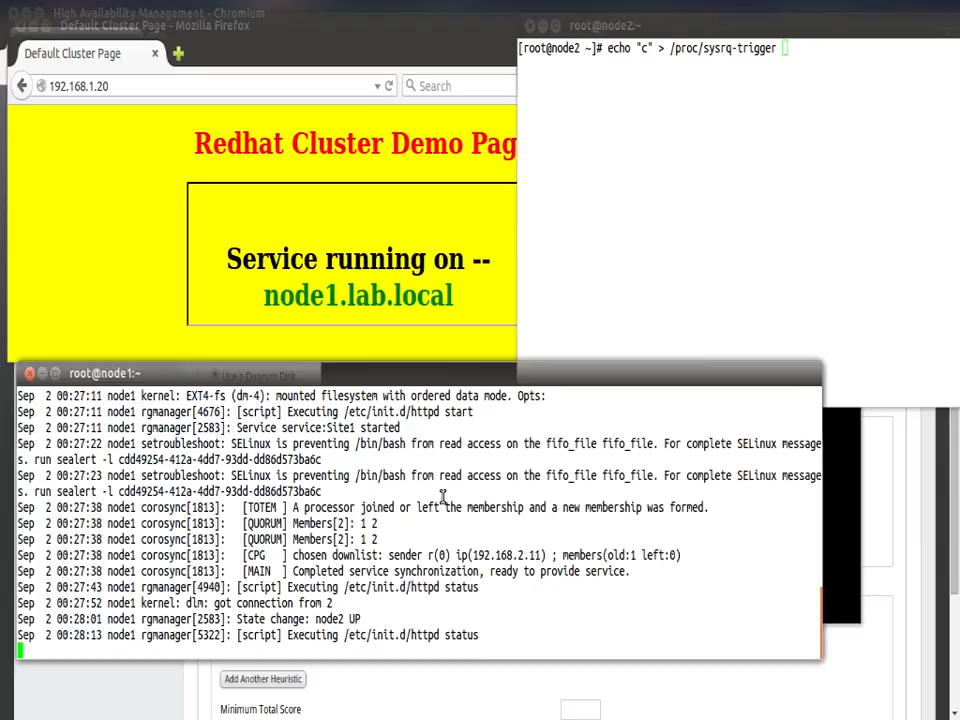 High Availability Management - Chromium
Default Cluster Page - Mozilla Firefox
Default Cluster Page
192.168.1.20
Search
Redhat Cluster Demo Pag
Service running on --
node1.lab.local
root@node2:~
[root@node2 ~]# echo "c" > /proc/sysrq-trigger
Use a Quorum Disk
root@node1:~
Sep  2 00:27:11 node1 kernel: EXT4-fs (dm-4): mounted filesystem with ordered data mode. Opts:
Sep  2 00:27:11 node1 rgmanager[4676]: [script] Executing /etc/init.d/httpd start
Sep  2 00:27:11 node1 rgmanager[2583]: Service service:Site1 started
Sep  2 00:27:22 node1 setroubleshoot: SELinux is preventing /bin/bash from read access on the fifo_file fifo_file. For complete SELinux message
s. run sealert -l cdd49254-412a-4dd7-93dd-dd86d573ba6c
Sep  2 00:27:23 node1 setroubleshoot: SELinux is preventing /bin/bash from read access on the fifo_file fifo_file. For complete SELinux message
s. run sealert -l cdd49254-412a-4dd7-93dd-dd86d573ba6c
Sep  2 00:27:38 node1 corosync[1813]:   [TOTEM ] A processor joined or left the membership and a new membership was formed.
Sep  2 00:27:38 node1 corosync[1813]:   [QUORUM] Members[2]: 1 2
Sep  2 00:27:38 node1 corosync[1813]:   [QUORUM] Members[2]: 1 2
Sep  2 00:27:38 node1 corosync[1813]:   [CPG   ] chosen downlist: sender r(0) ip(192.168.2.11) ; members(old:1 left:0)
Sep  2 00:27:38 node1 corosync[1813]:   [MAIN  ] Completed service synchronization, ready to provide service.
Sep  2 00:27:43 node1 rgmanager[4940]: [script] Executing /etc/init.d/httpd status
Sep  2 00:27:52 node1 kernel: dlm: got connection from 2
Sep  2 00:28:01 node1 rgmanager[2583]: State change: node2 UP
Sep  2 00:28:13 node1 rgmanager[5322]: [script] Executing /etc/init.d/httpd status
Add Another Heuristic
Minimum Total Score